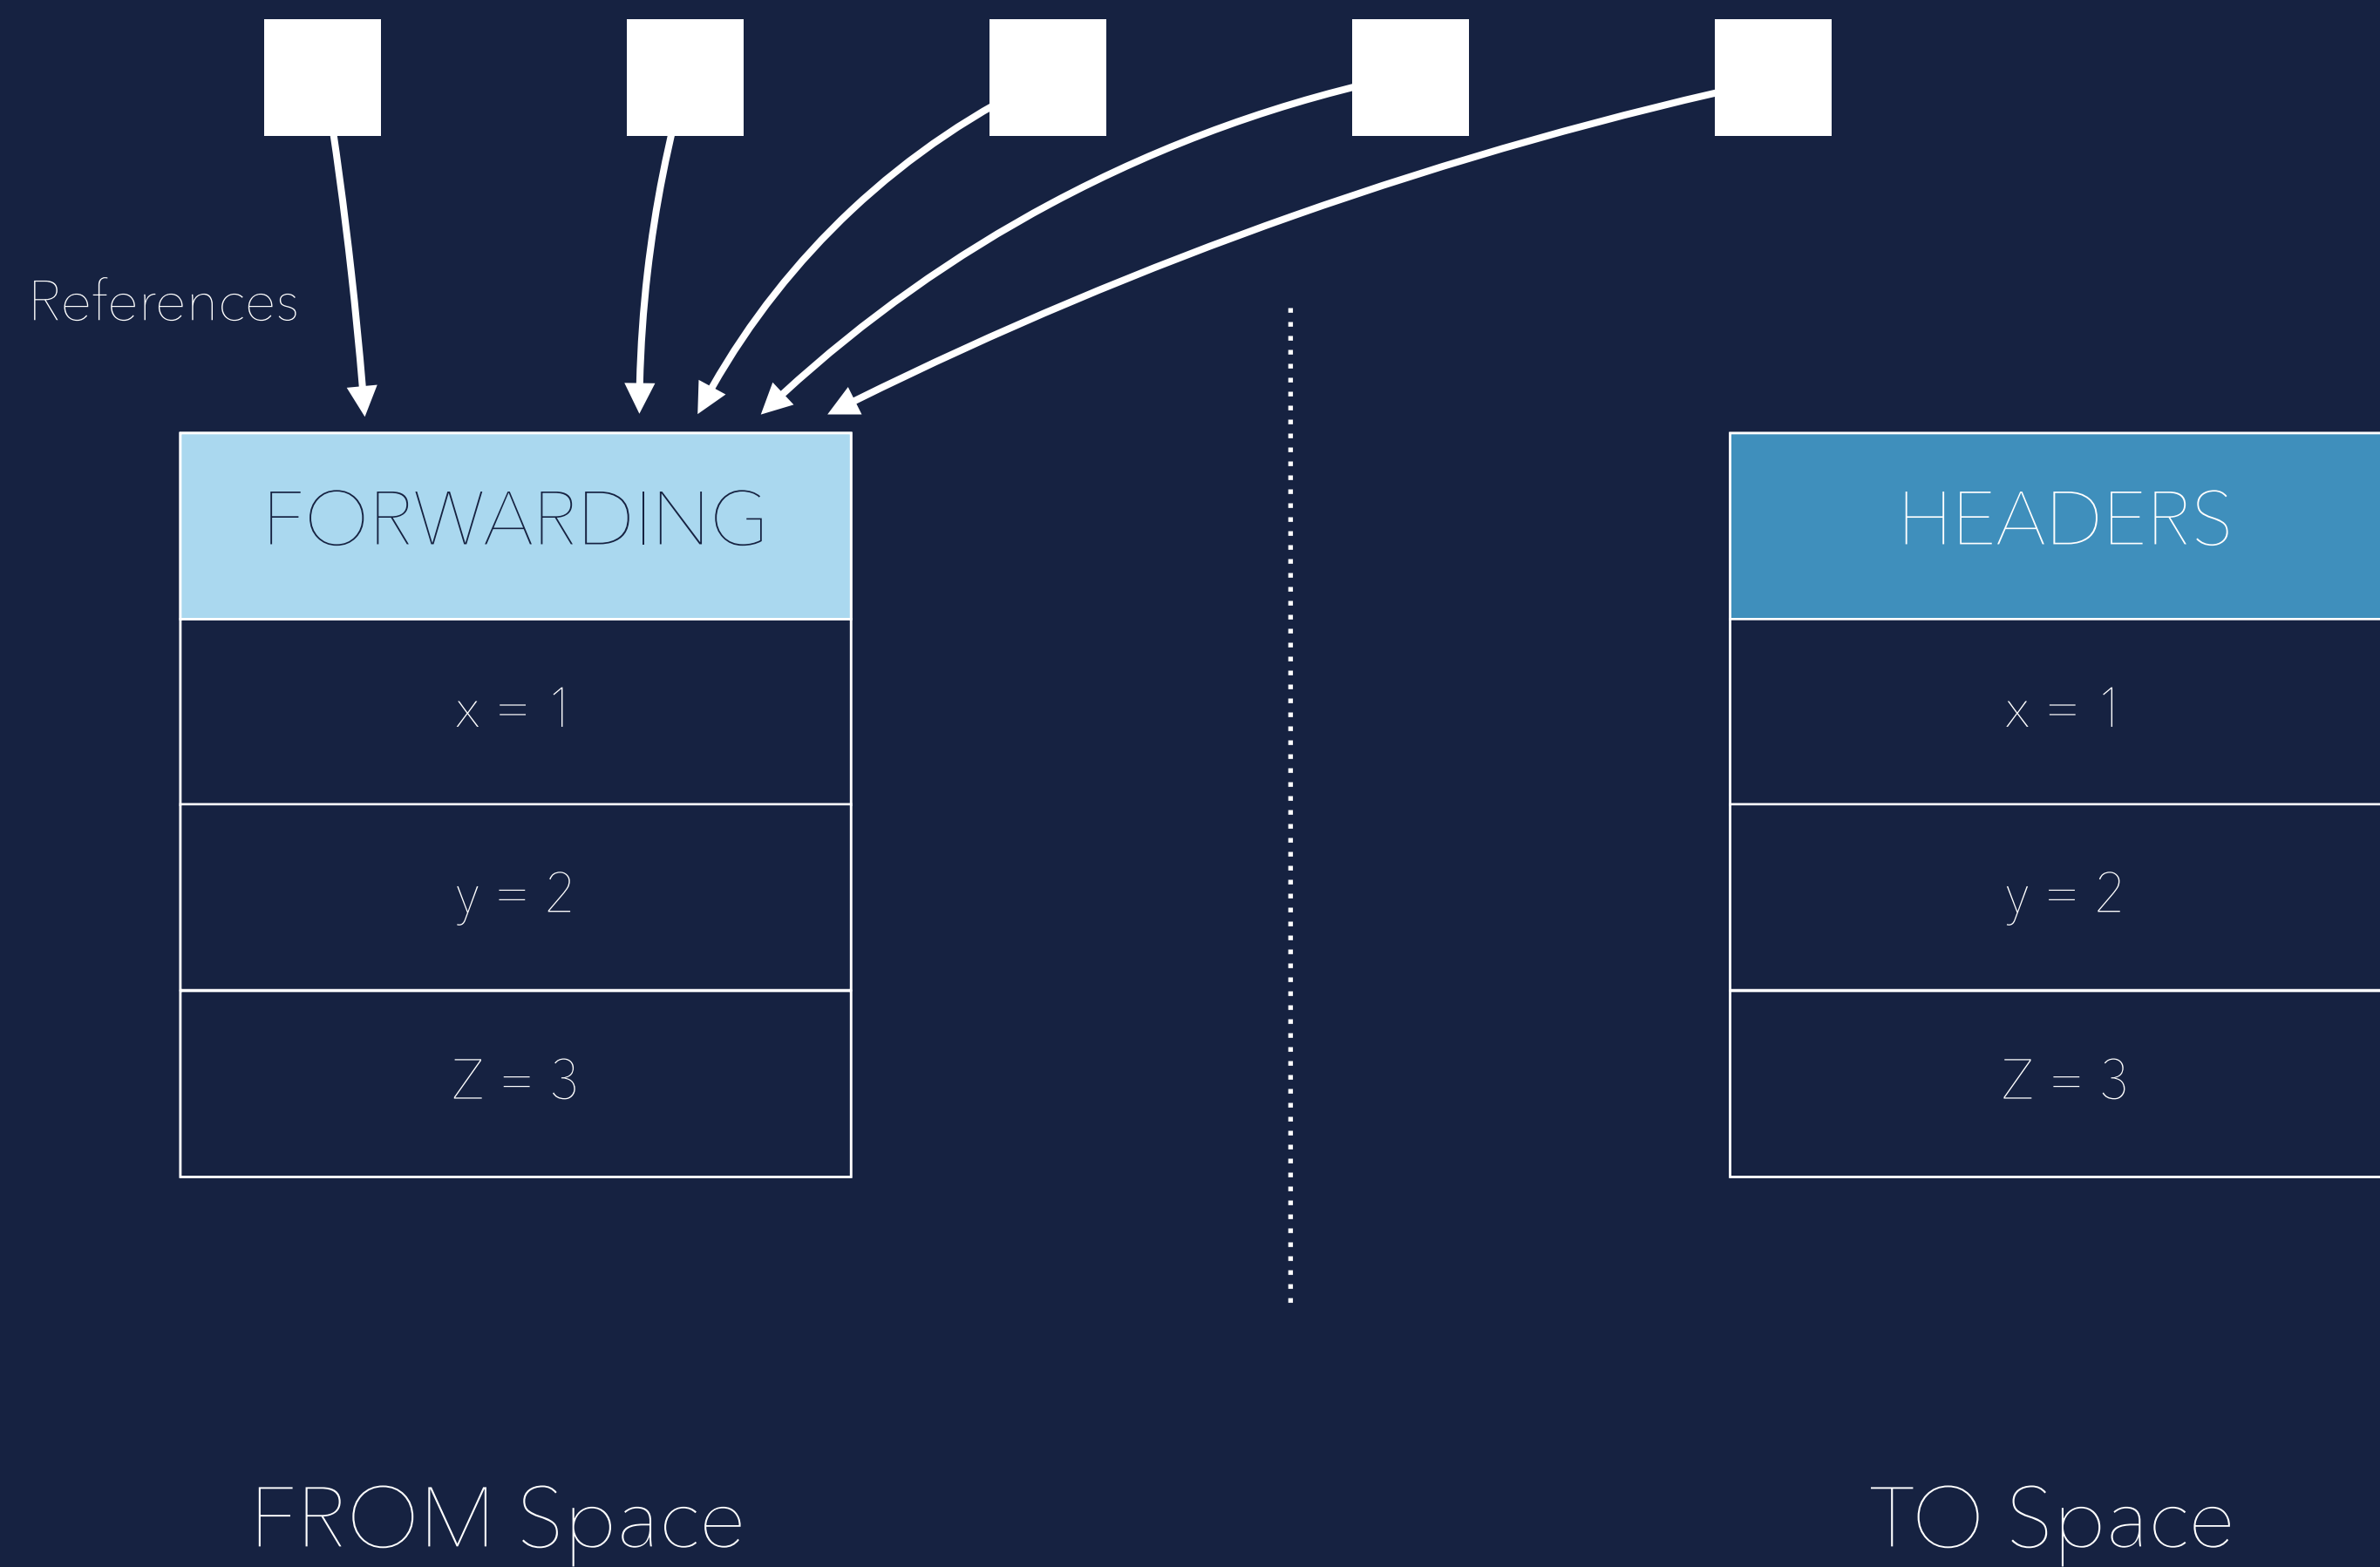 References
FORWARDING
x = 1
y = 2
Z = 3
FROM Space
HEADERS
x = 1
y = 2
Z = 3
TO Space